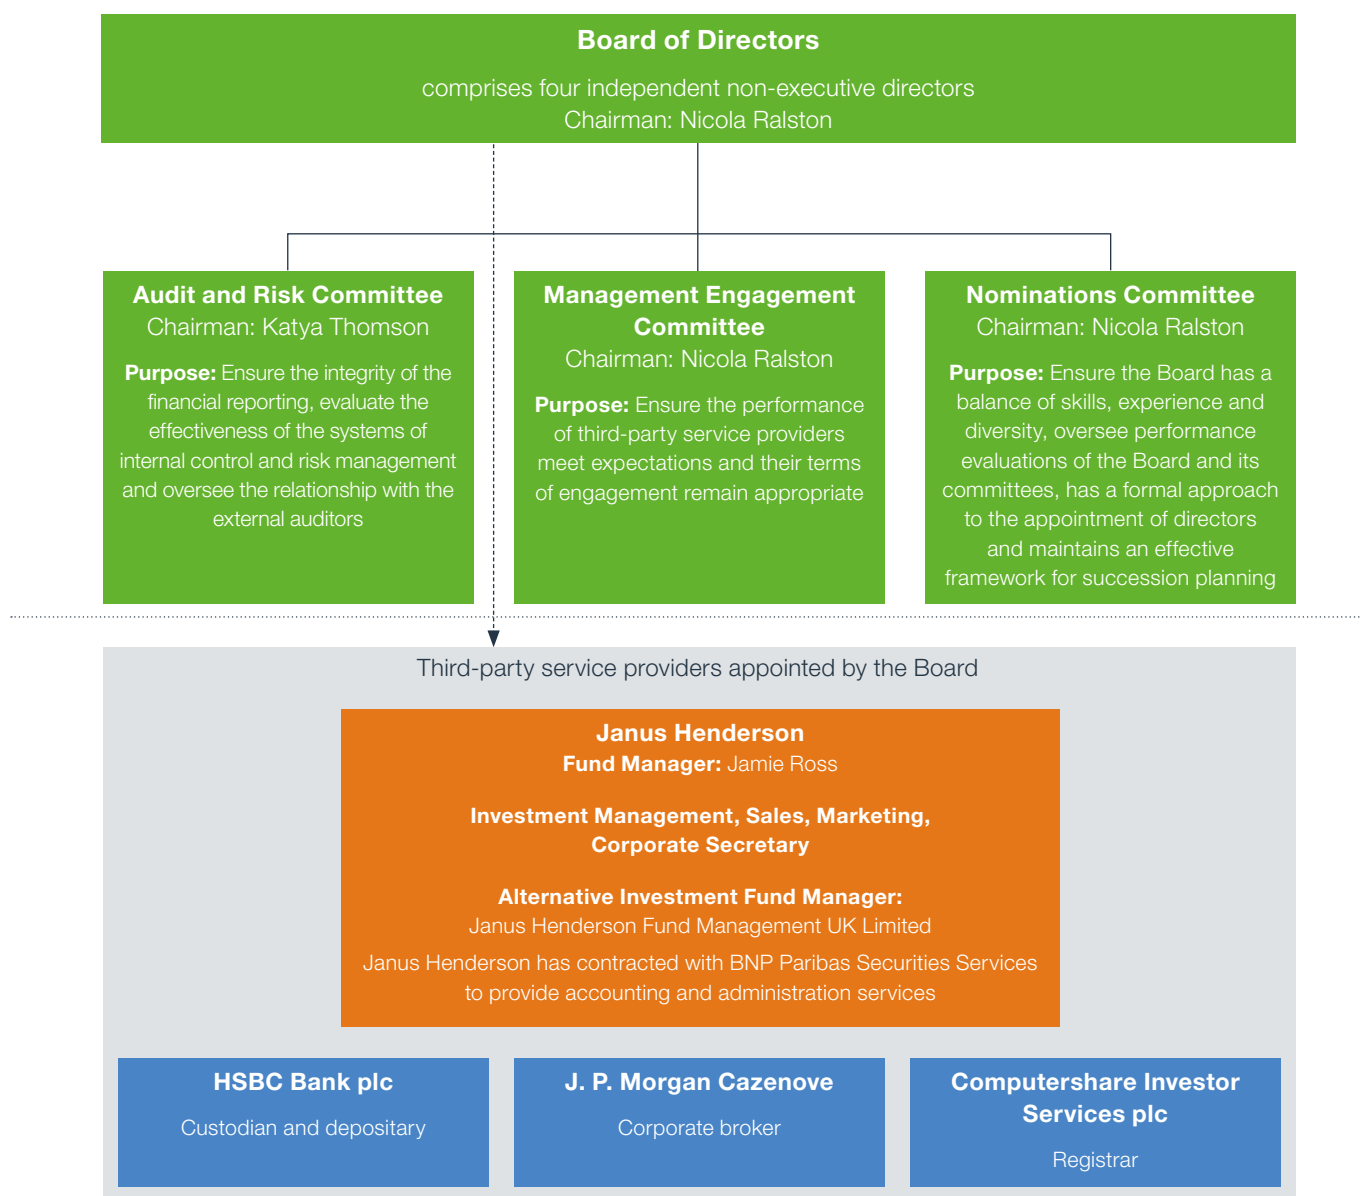 Board of Directors
comprises four independent non-executive directors
Chairman: Nicola Ralston
Audit and Risk Committee
Chairman: Katya Thomson
Purpose: Ensure the integrity of the
financial reporting, evaluate the
effectiveness of the systems of
internal control and risk management
and oversee the relationship with the
external auditors
Management Engagement
Committee
Chairman: Nicola Ralston
Purpose: Ensure the performance
of third-party service providers
meet expectations and their terms
of engagement remain appropriate
Nominations Committee
Chairman: Nicola Ralston
Purpose: Ensure the Board has a
balance of skills, experience and
diversity, oversee performance
evaluations of the Board and its
committees, has a formal approach
to the appointment of directors
and maintains an effective
framework for succession planning
Third-party service providers appointed by the Board
Janus Henderson
Fund Manager: Jamie Ross
Investment Management, Sales, Marketing,
Corporate Secretary
Alternative Investment Fund Manager:
Janus Henderson Fund Management UK Limited
Janus Henderson has contracted with BNP Paribas Securities Services
to provide accounting and administration services
HSBC Bank plc
Custodian and depositary
J. P. Morgan Cazenove
Corporate broker
Computershare Investor
Services plc
Registrar